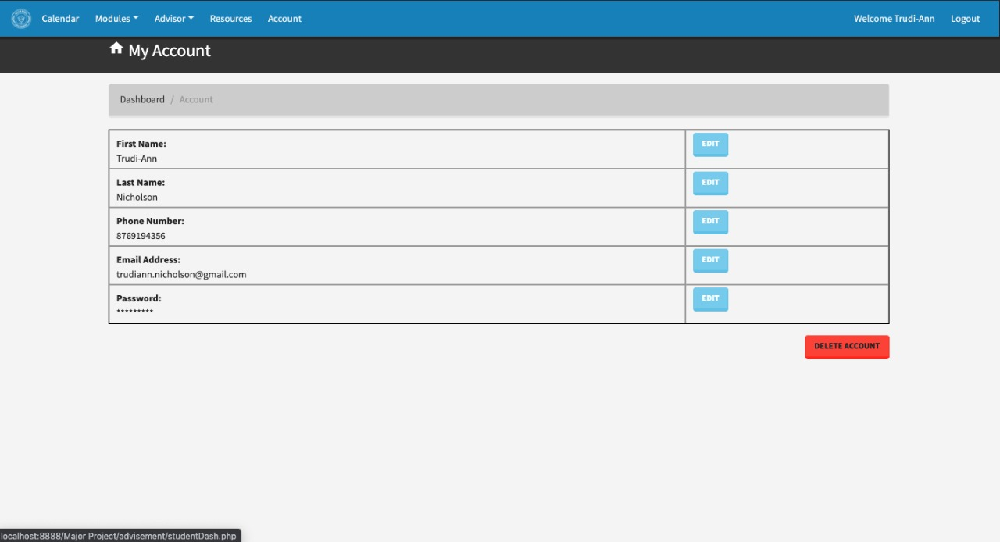 Calendar Modules Advisor Resources Account Welcome Trudi-Ann Logout
My Account
Dashboard / Account
First Name: EDIT
Trudi-Ann
Last Name: EDIT
Nicholson
Phone Number: EDIT
8769194356
Email Address: EDIT
trudiann.nicholson@gmail.com
Password: EDIT
*********
DELETE ACCOUNT
localhost:8888/Major Project/advisement/studentDash.php